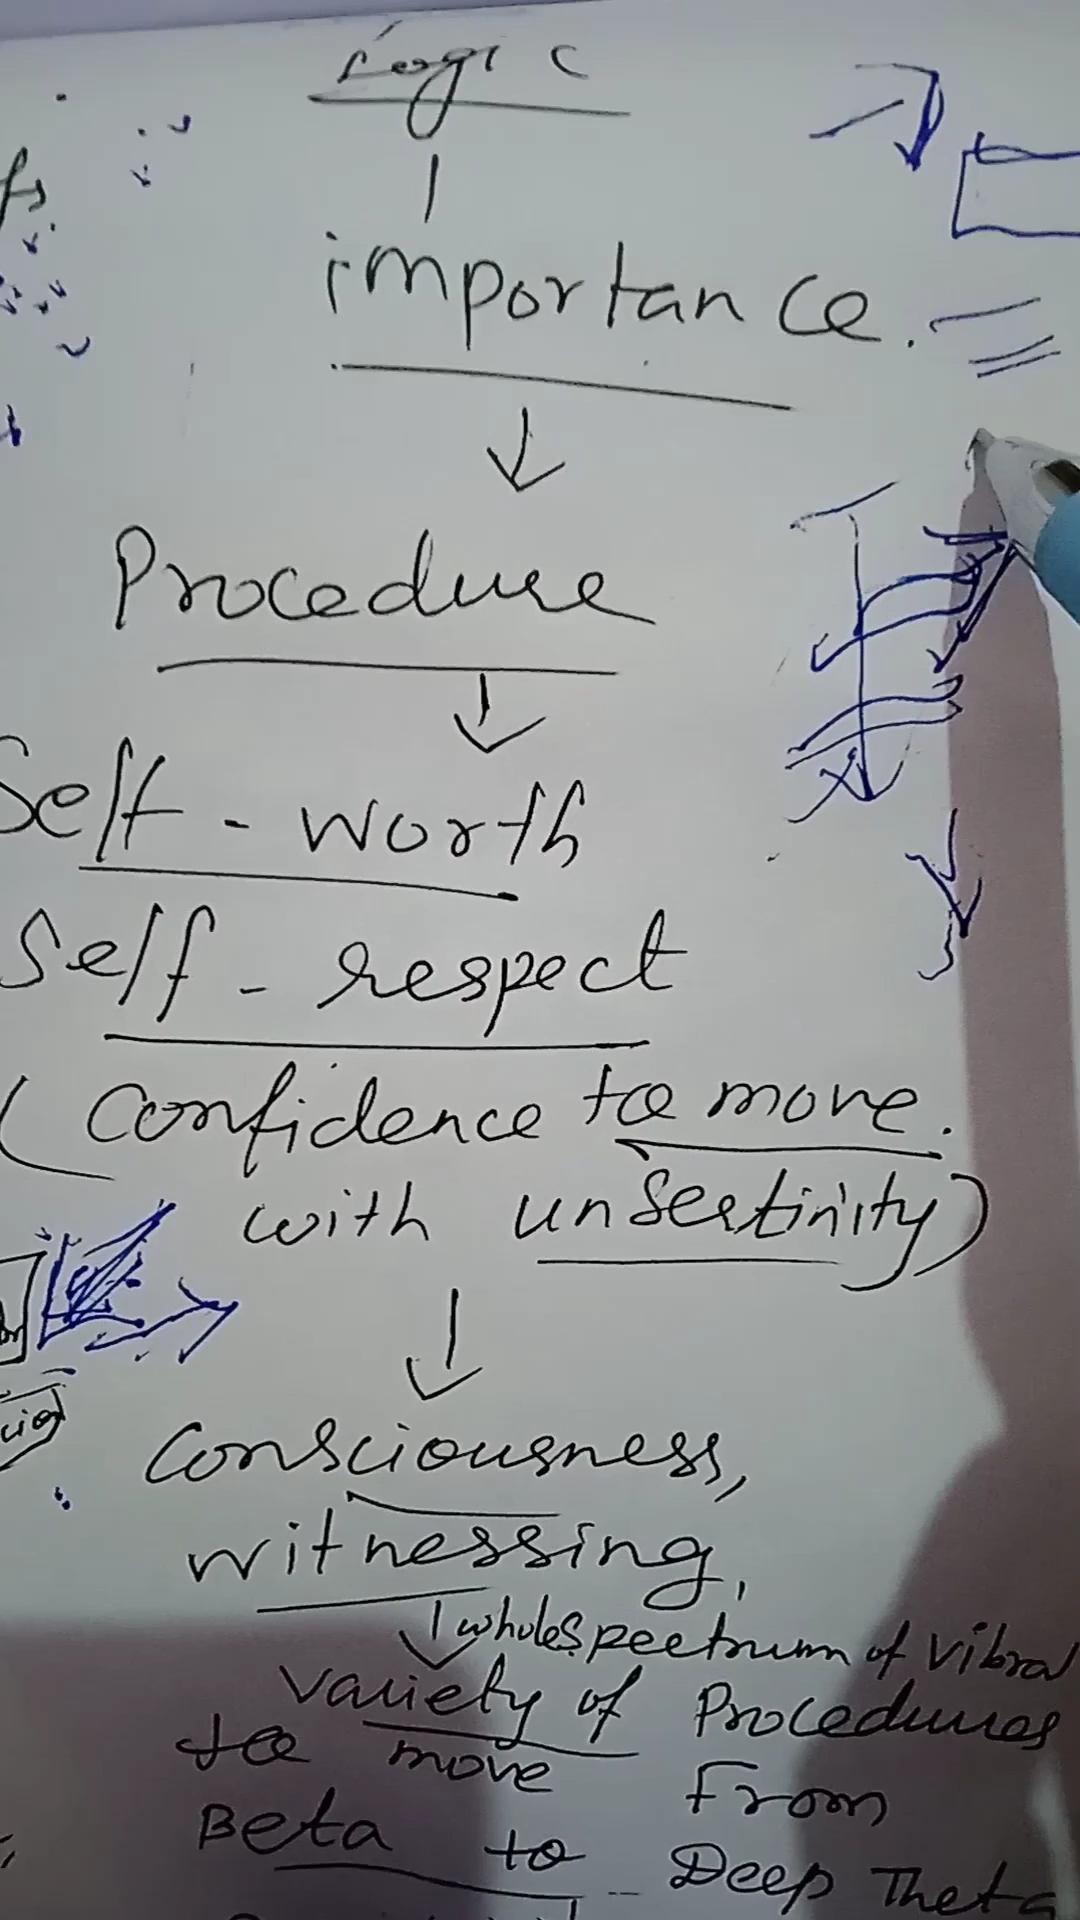 Logic
importance.
Procedure
Self - worth
Self - respect
(Confidence to move.
with unsertinity)
Consciousness,
witnessing,
whole spectrum of Vibra
Variety of Procedures
to move From
Beta to Deep Theta